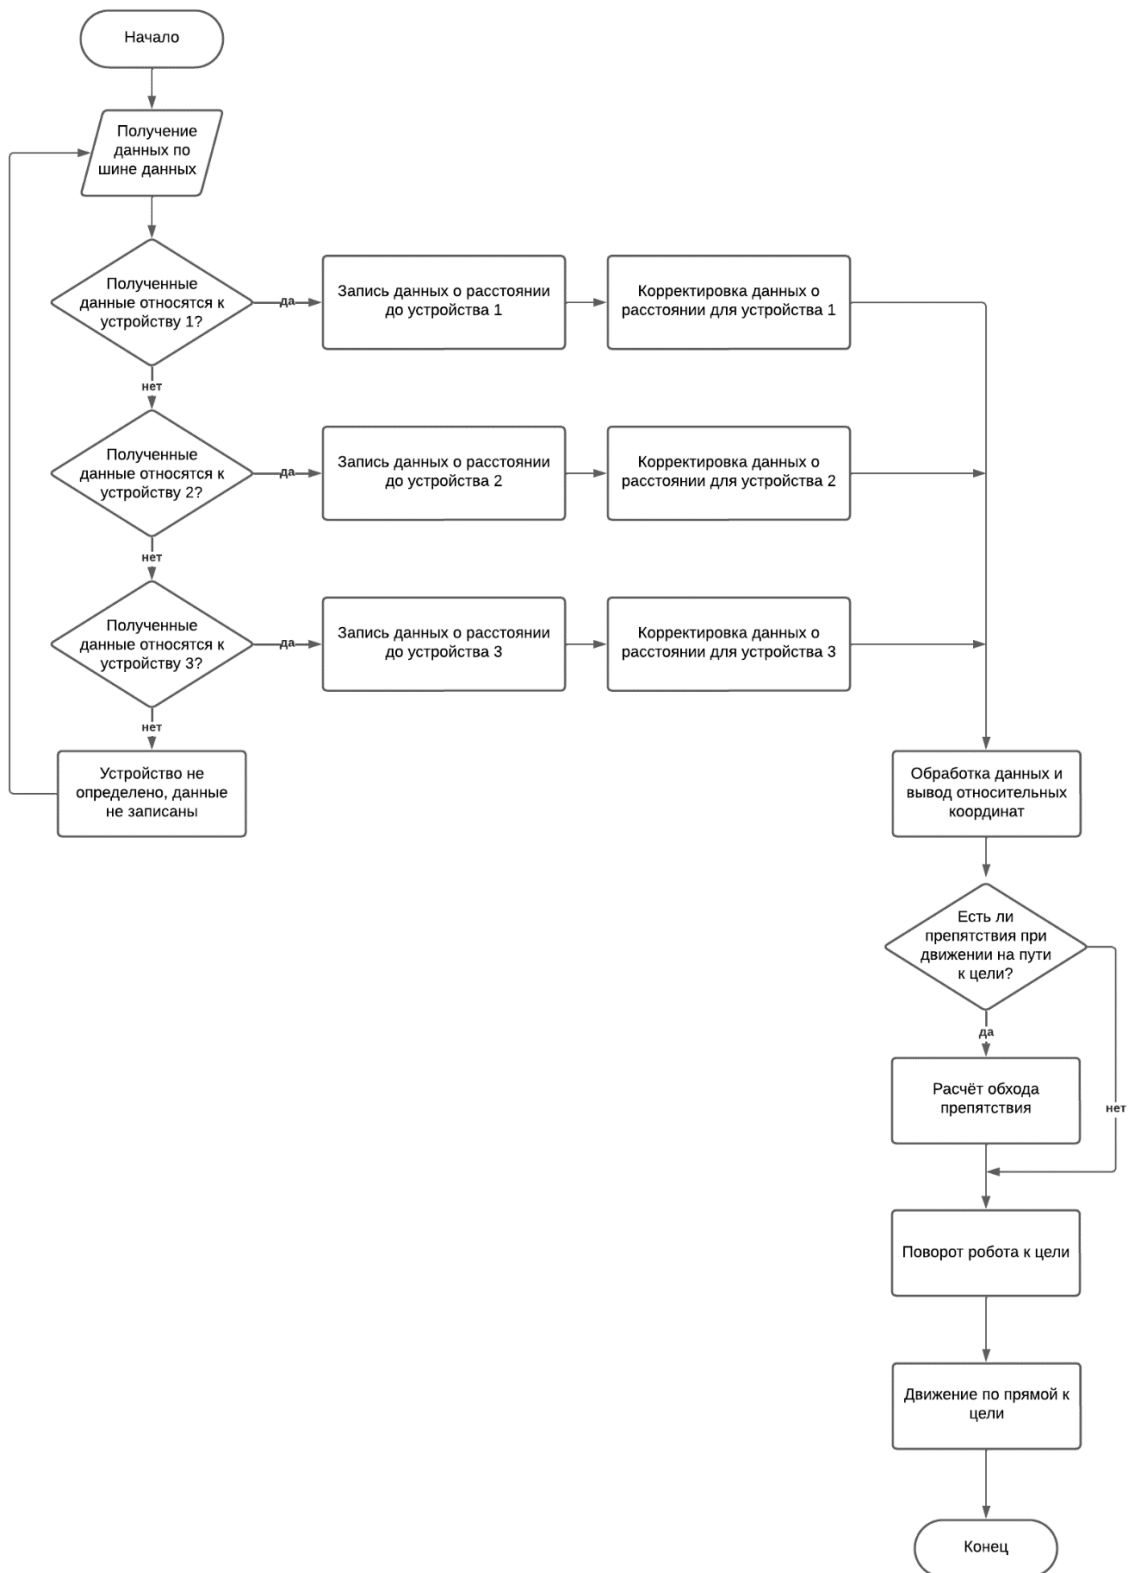 Начало
Получение
данных по
шине данных
Полученные
данные относятся к
устройству 1?
да
Запись данных о расстоянии
до устройства 1
Корректировка данных о
расстоянии для устройства 1
нет
Полученные
данные относятся к
устройству 2?
да
Запись данных о расстоянии
до устройства 2
Корректировка данных о
расстоянии для устройства 2
нет
Полученные
данные относятся к
устройству 3?
да
Запись данных о расстоянии
до устройства 3
Корректировка данных о
расстоянии для устройства 3
нет
Устройство не
определено, данные
не записаны
Обработка данных и
вывод относительных
координат
Есть ли
препятствия при
движении на пути
к цели?
да
Расчёт обхода
препятствия
нет
Поворот робота к цели
Движение по прямой к
цели
Конец